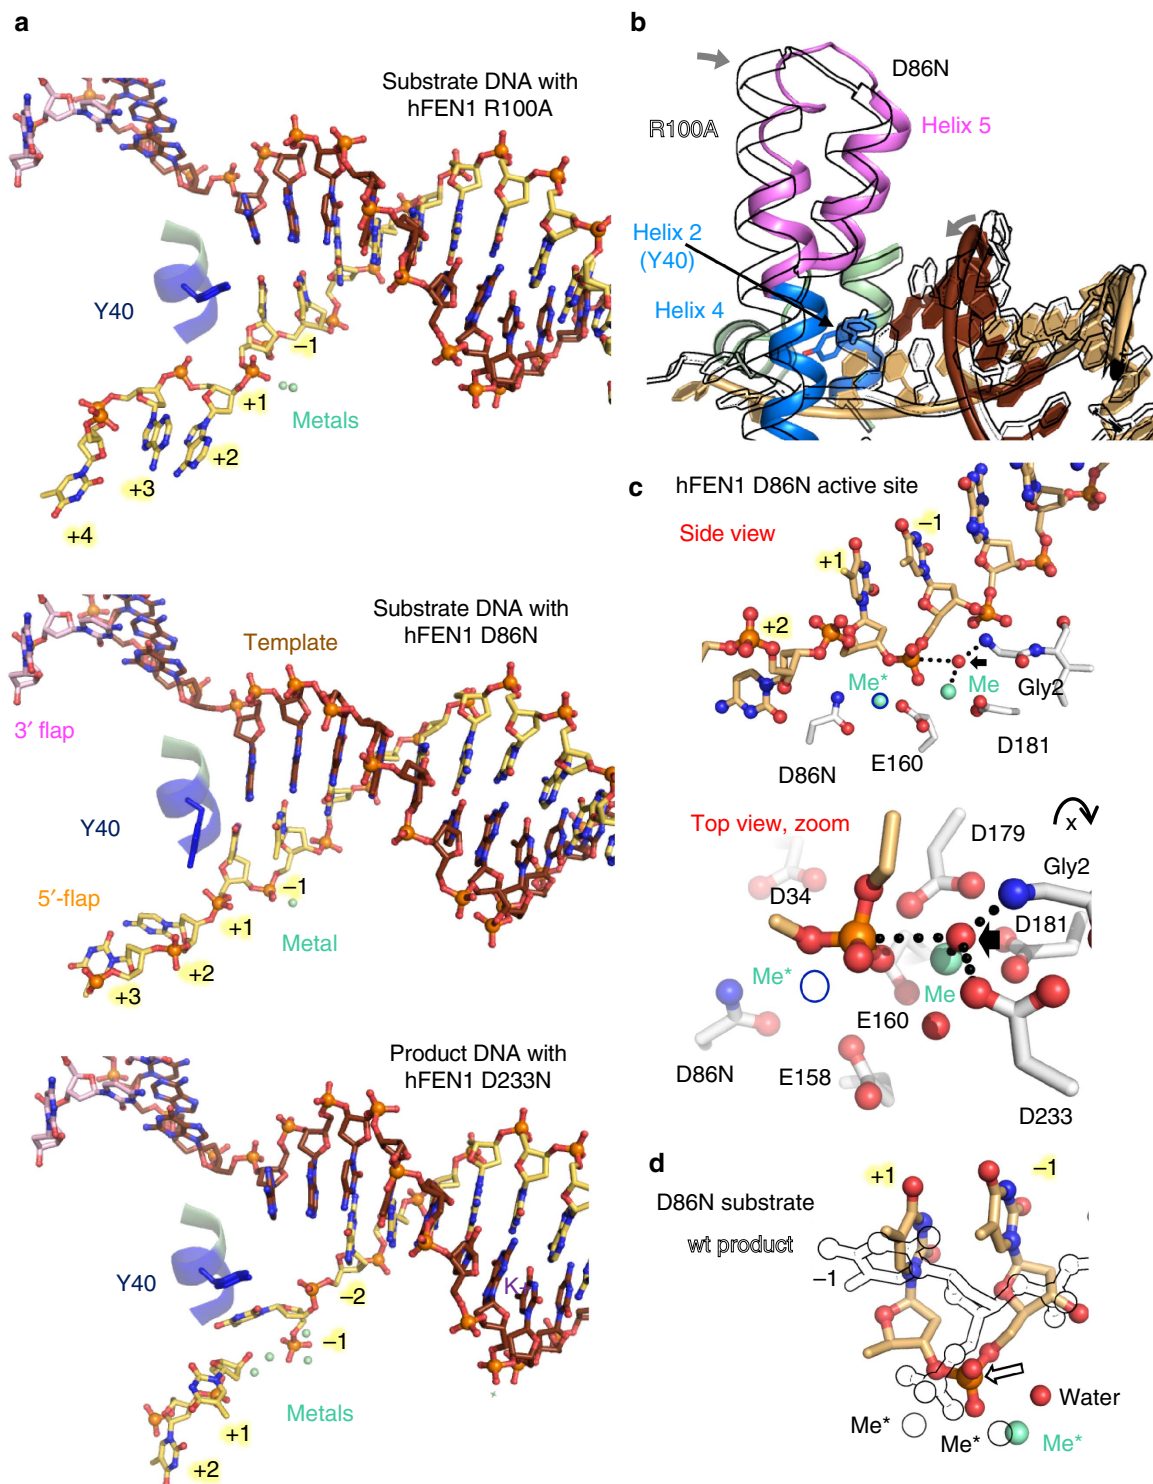 a
Substrate DNA with
hFEN1 R100A
Y40
–1
+1
Metals
+2
+3
+4
Substrate DNA with
hFEN1 D86N
Template
3′ flap
Y40
5′-flap
–1
+1
Metal
+2
+3
Product DNA with
hFEN1 D233N
Y40
K+
–2
–1
Metals
+1
+2
b
D86N
R100A
Helix 5
Helix 2
(Y40)
Helix 4
c
hFEN1 D86N active site
Side view
–1
+1
+2
Me*
Me
Gly2
D86N
E160
D181
Top view, zoom
x
D179
Gly2
D34
D181
Me*
Me
E160
D86N
E158
D233
d
+1
–1
D86N substrate
wt product
–1
Water
Me*
Me*
Me*